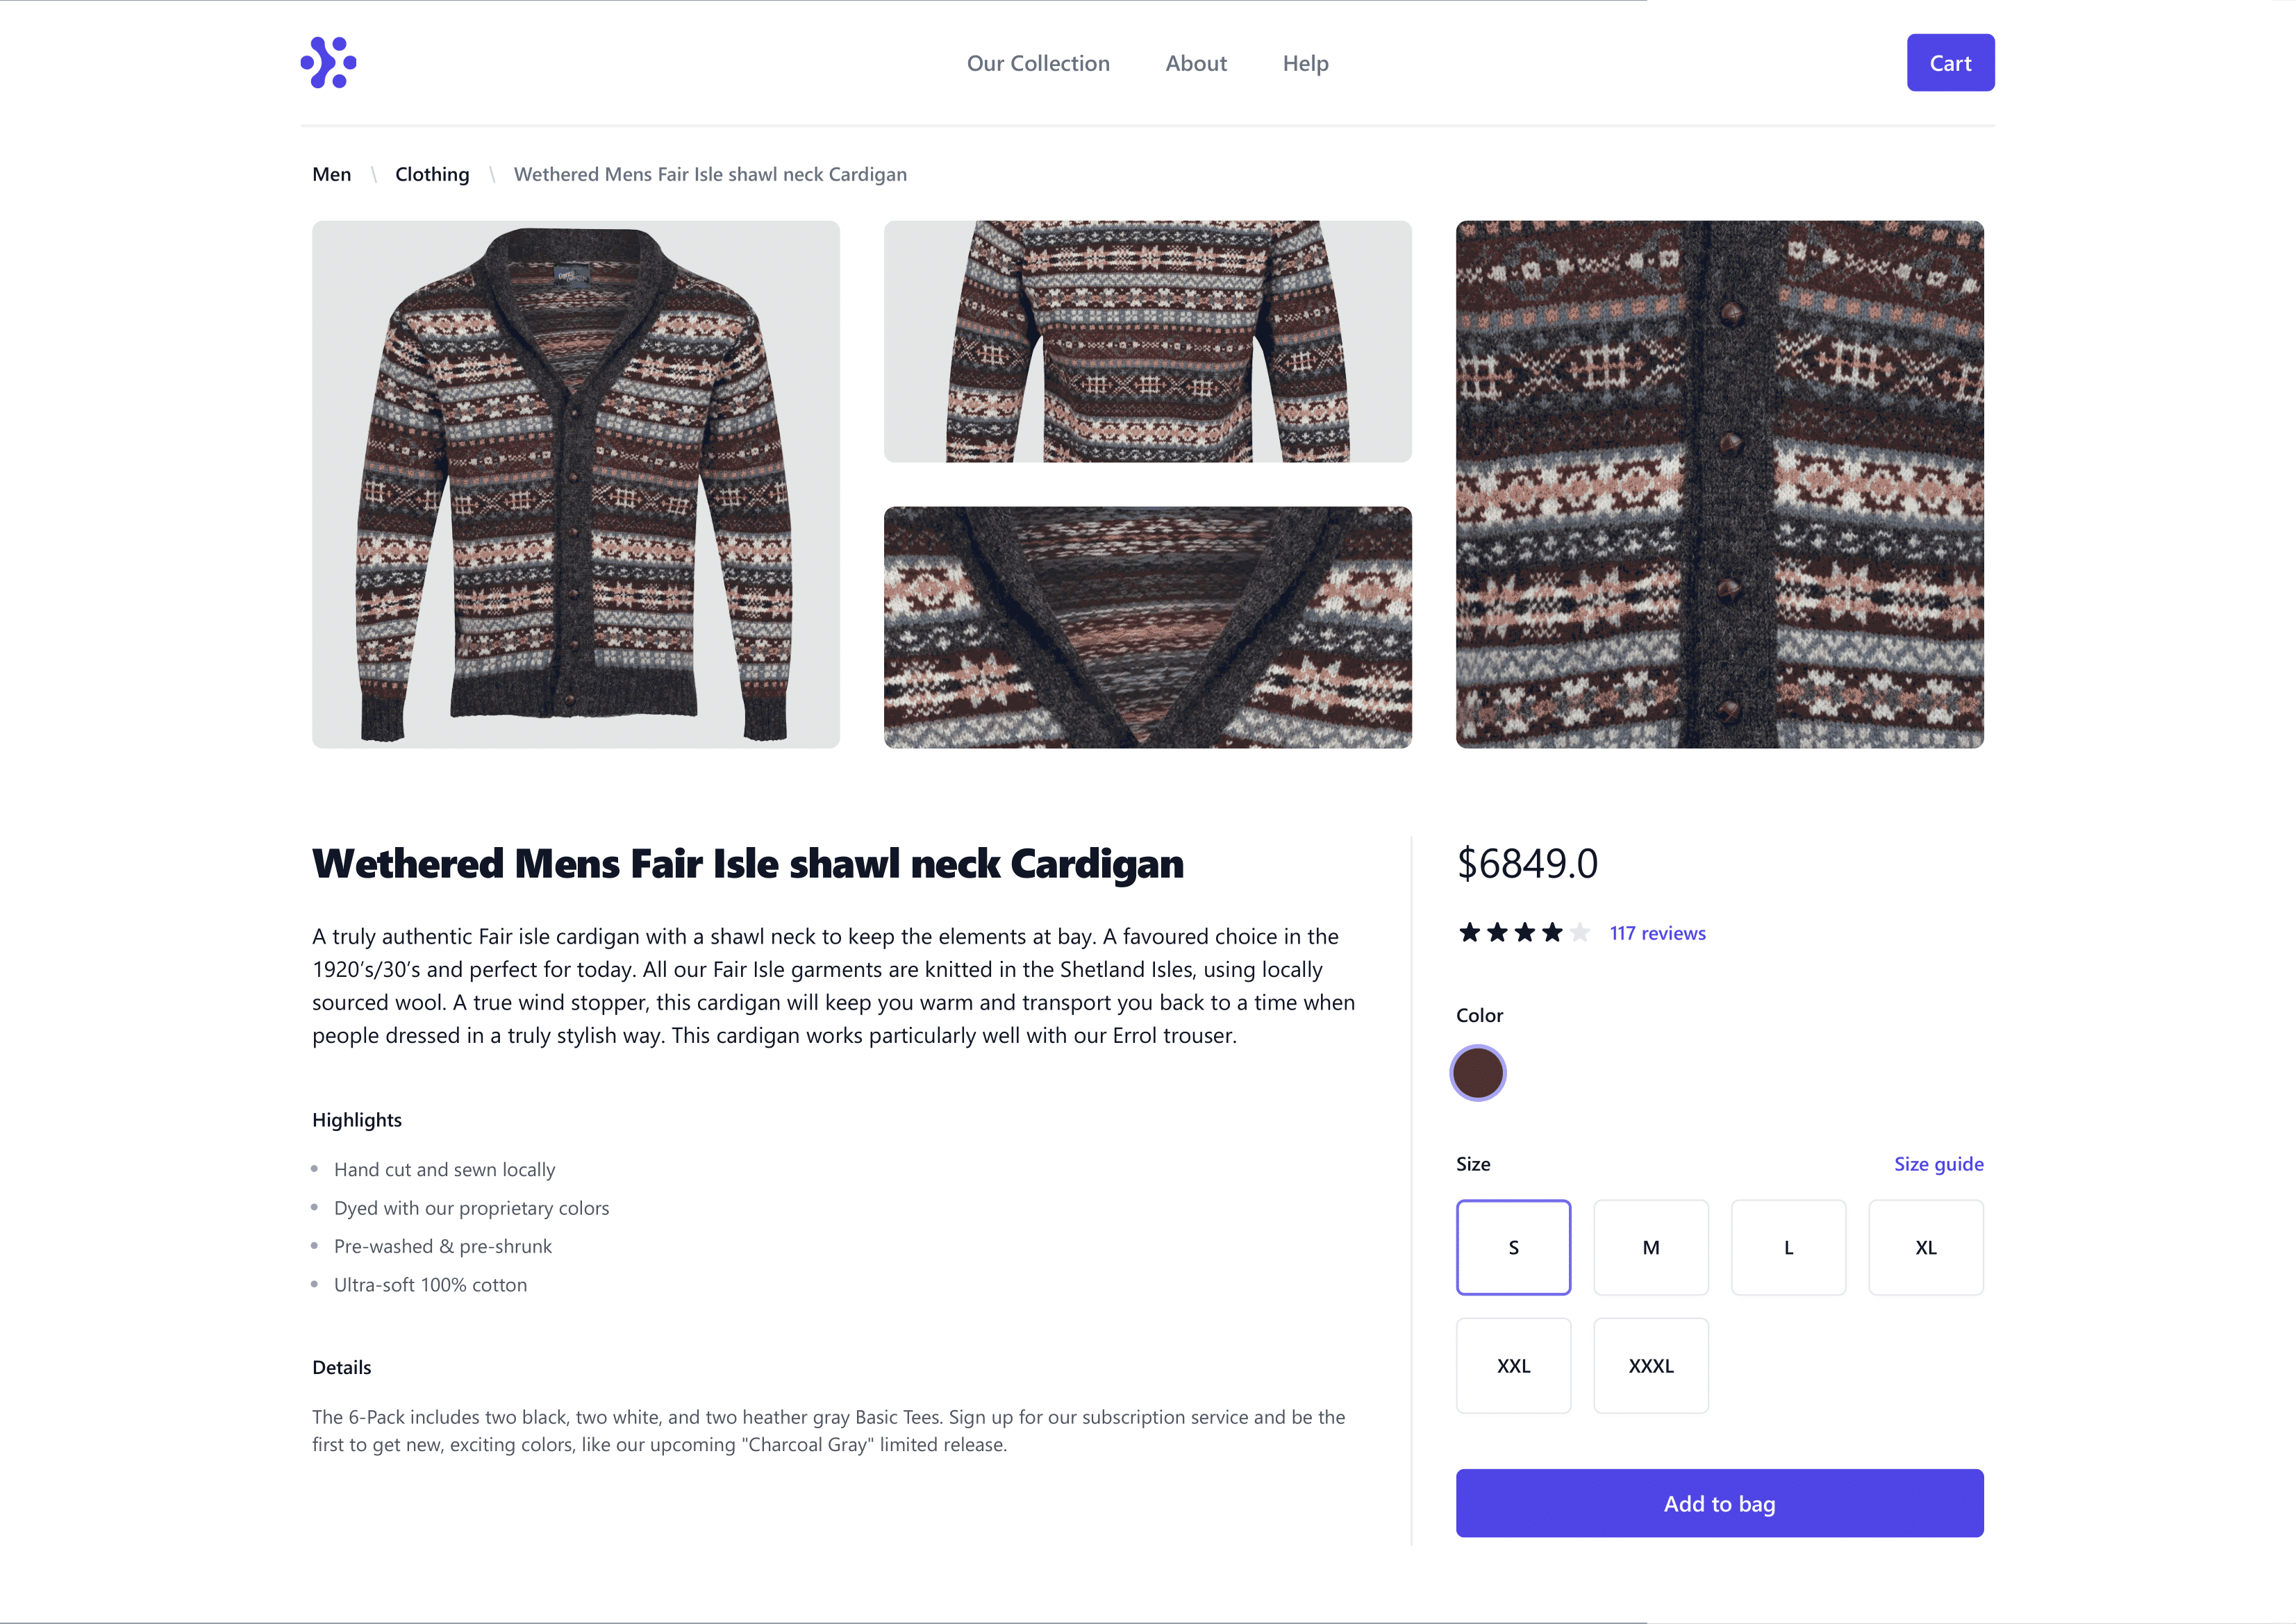 Our Collection About Help Cart
Men \ Clothing \ Wethered Mens Fair Isle shawl neck Cardigan
Wethered Mens Fair Isle shawl neck Cardigan
A truly authentic Fair isle cardigan with a shawl neck to keep the elements at bay. A favoured choice in the
1920’s/30’s and perfect for today. All our Fair Isle garments are knitted in the Shetland Isles, using locally
sourced wool. A true wind stopper, this cardigan will keep you warm and transport you back to a time when
people dressed in a truly stylish way. This cardigan works particularly well with our Errol trouser.
Highlights
Hand cut and sewn locally
Dyed with our proprietary colors
Pre-washed & pre-shrunk
Ultra-soft 100% cotton
Details
The 6-Pack includes two black, two white, and two heather gray Basic Tees. Sign up for our subscription service and be the
first to get new, exciting colors, like our upcoming "Charcoal Gray" limited release.
$6849.0
117 reviews
Color
Size Size guide
S M L XL
XXL XXXL
Add to bag